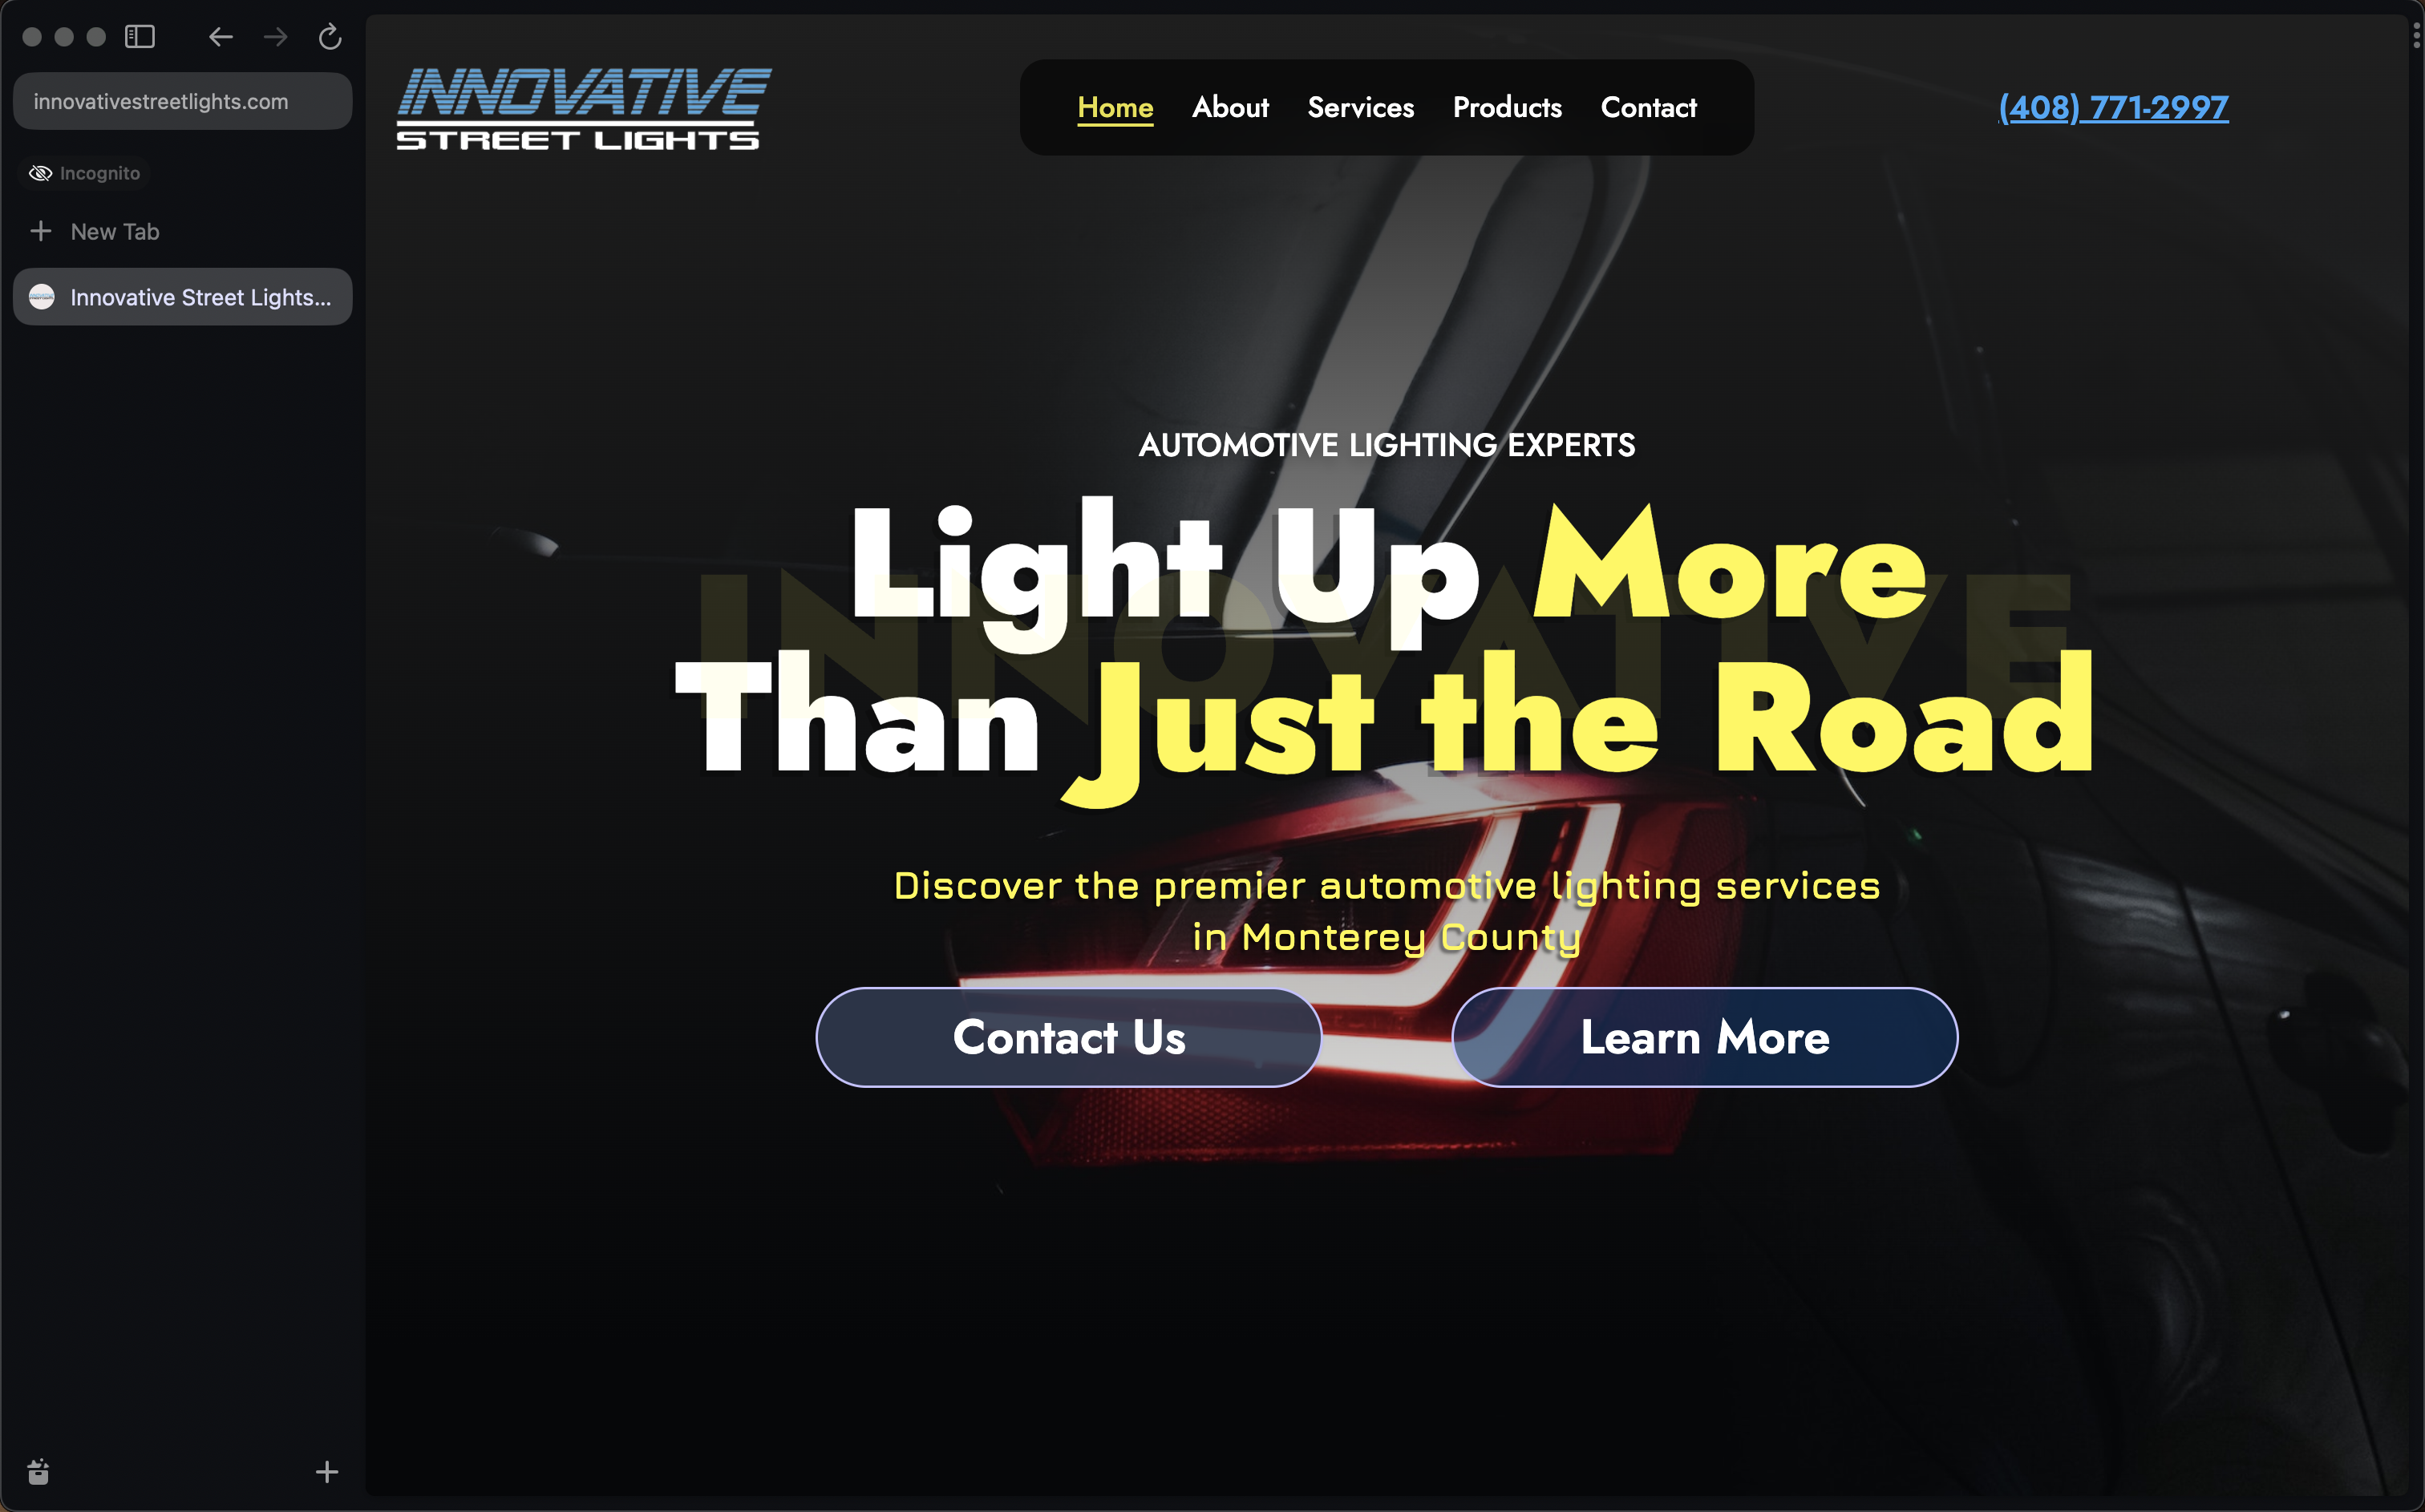 innovativestreetlights.com
Incognito
New Tab
Innovative Street Lights...
INNOVATIVE
STREET LIGHTS
Home About Services Products Contact
(408) 771-2997
AUTOMOTIVE LIGHTING EXPERTS
INNOVATIVE
Light Up More
Than Just the Road
Discover the premier automotive lighting services
in Monterey County
Contact Us Learn More